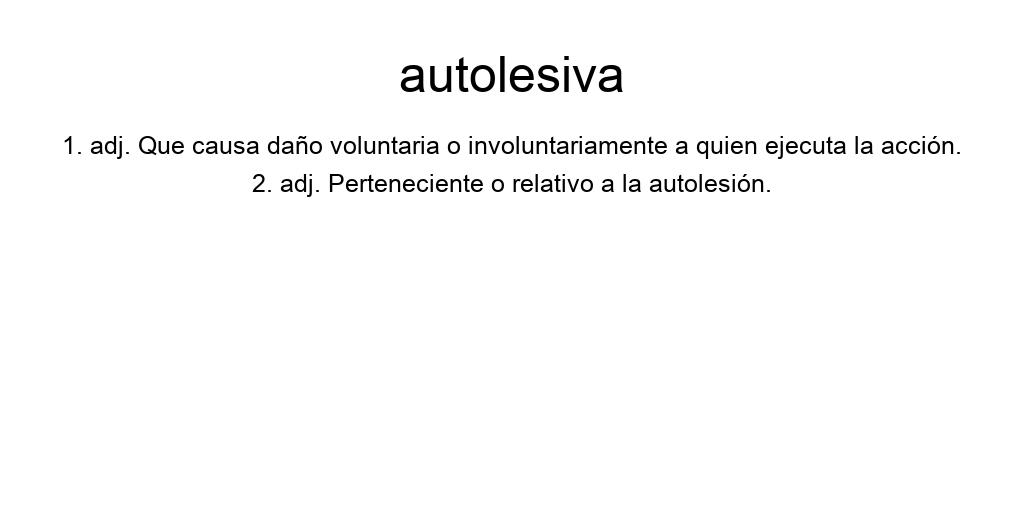 autolesiva
1. adj. Que causa daño voluntaria o involuntariamente a quien ejecuta la acción.
2. adj. Perteneciente o relativo a la autolesión.